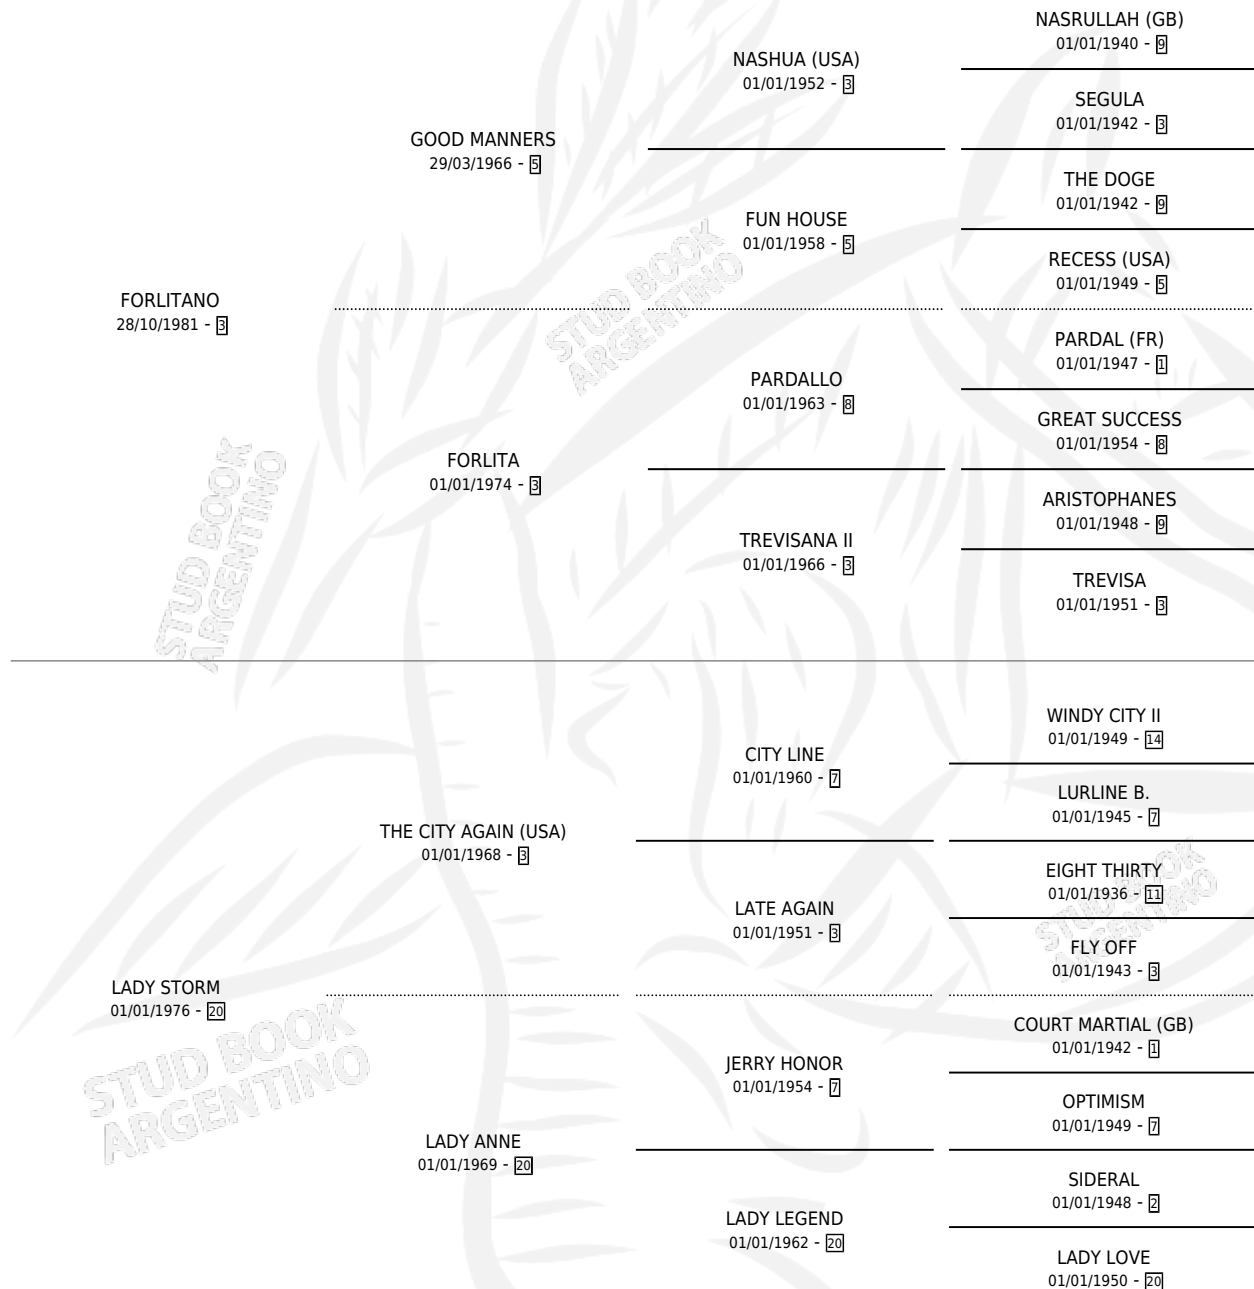 NASRULLAH (GB)
01/01/1940 - 9
NASHUA (USA)
01/01/1952 - 3
SEGULA
01/01/1942 - 3
GOOD MANNERS
29/03/1966 - 5
THE DOGE
01/01/1942 - 9
FUN HOUSE
01/01/1958 - 5
RECESS (USA)
01/01/1949 - 5
FORLITANO
28/10/1981 - 3
PARDAL (FR)
01/01/1947 - 1
PARDALLO
01/01/1963 - 8
GREAT SUCCESS
01/01/1954 - 8
FORLITA
01/01/1974 - 3
ARISTOPHANES
01/01/1948 - 9
TREVISANA II
01/01/1966 - 3
TREVISA
01/01/1951 - 3
WINDY CITY II
01/01/1949 - 14
CITY LINE
01/01/1960 - 7
LURLINE B.
01/01/1945 - 7
THE CITY AGAIN (USA)
01/01/1968 - 3
EIGHT THIRTY
01/01/1936 - 11
LATE AGAIN
01/01/1951 - 3
FLY OFF
01/01/1943 - 3
LADY STORM
01/01/1976 - 20
COURT MARTIAL (GB)
01/01/1942 - 1
JERRY HONOR
01/01/1954 - 7
OPTIMISM
01/01/1949 - 7
LADY ANNE
01/01/1969 - 20
SIDERAL
01/01/1948 - 2
LADY LEGEND
01/01/1962 - 20
LADY LOVE
01/01/1950 - 20
STUD BOOK
ARGENTINO
STUD BOOK
ARGENTINO
STUD BOOK
ARGENTINO
STUD BOOK
ARGENTINO